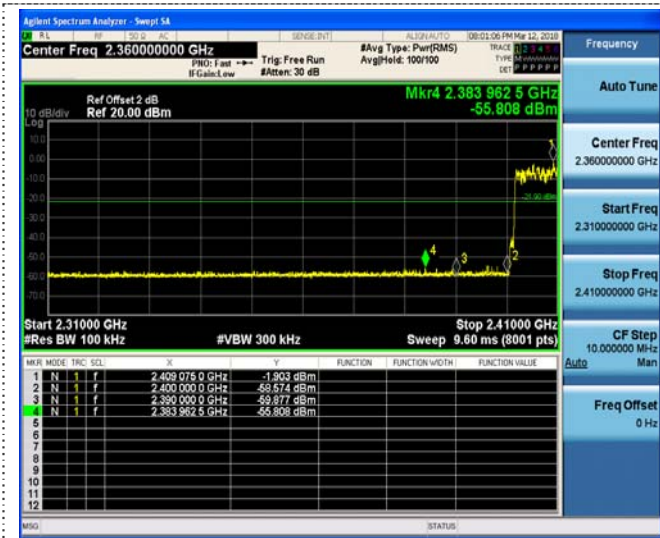 Agilent Spectrum Analyzer - Swept SA
RL RF 50 Ω AC SENSE:INT ALIGNAUTO 08:01:06 PM Mar 12, 2018
Center Freq 2.360000000 GHz
PNO: Fast
IFGain:Low
Trig: Free Run
#Atten: 30 dB
#Avg Type: Pwr(RMS)
Avg|Hold: 100/100
TRACE 1 2 3 4 5 6
TYPE
DET P P P P P P
Frequency
Mkr4 2.383 962 5 GHz
-55.808 dBm
Ref Offset 2 dB
Ref 20.00 dBm
10 dB/div
Log
10.0
0.00
-10.0
-20.0
-30.0
-40.0
-50.0
-60.0
-70.0
1
2
3
4
Start 2.31000 GHz
Stop 2.41000 GHz
#Res BW 100 kHz #VBW 300 kHz Sweep 9.60 ms (8001 pts)
MKR MODE TRC SCL X Y FUNCTION FUNCTION WIDTH FUNCTION VALUE
1 N 1 f 2.409 075 0 GHz -1.903 dBm
2 N 1 f 2.400 000 0 GHz -58.574 dBm
3 N 1 f 2.390 000 0 GHz -59.877 dBm
4 N 1 f 2.383 962 5 GHz -55.808 dBm
5
6
7
8
9
10
11
12
MSG STATUS
Auto Tune
Center Freq
2.360000000 GHz
Start Freq
2.310000000 GHz
Stop Freq
2.410000000 GHz
CF Step
10.000000 MHz
Auto Man
Freq Offset
0 Hz